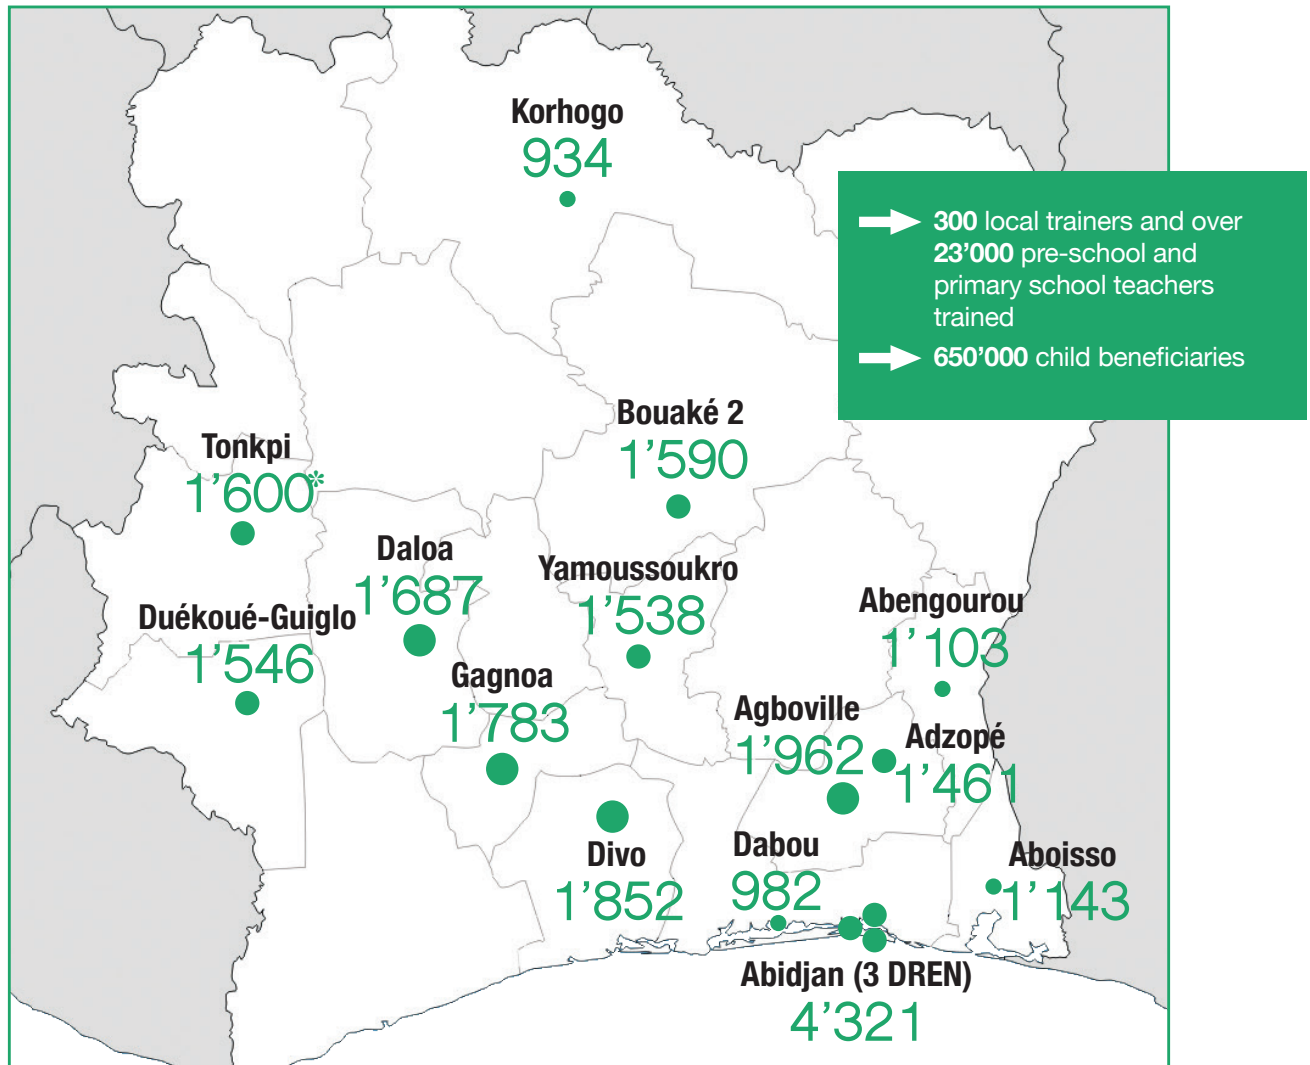 Korhogo
934
300 local trainers and over
23’000 pre-school and
primary school teachers
trained
650’000 child beneficiaries
Bouaké 2
1’590
Tonkpi
1’600*
Daloa
1’687
Yamoussoukro
1’538
Abengourou
1’103
Duékoué-Guiglo
1’546
Gagnoa
1’783
Agboville
1’962
Adzopé
1’461
Divo
1’852
Dabou
982
Aboisso
1’143
Abidjan (3 DREN)
4’321